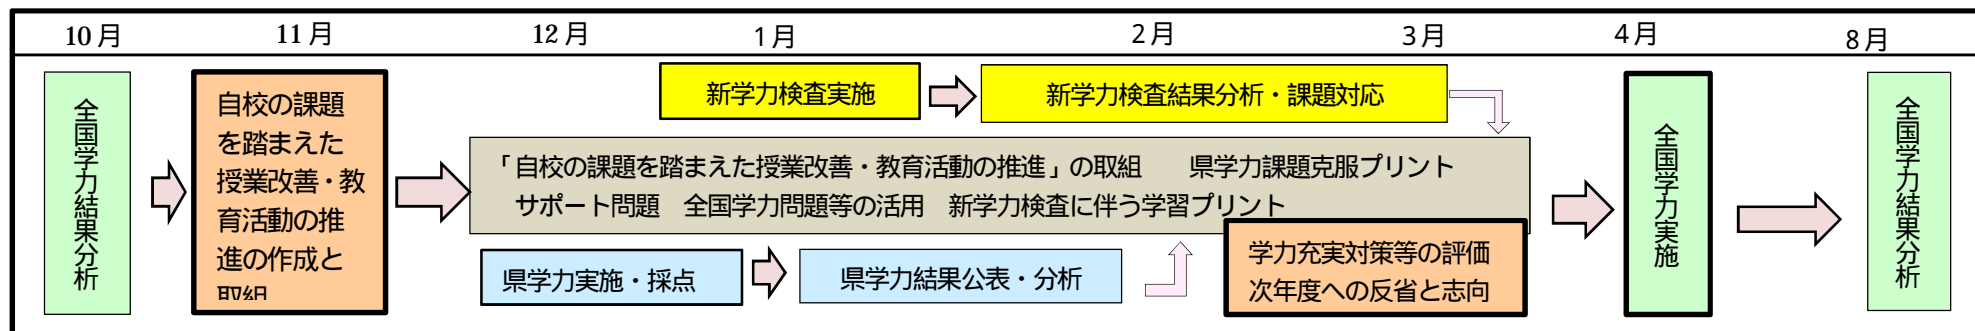 10月 11月 12月 1月 2月 3月 4月 8月
全国学力結果分析
自校の課題
を踏まえた
授業改善・教
育活動の推
進の作成と
取組
新学力検査実施
新学力検査結果分析・課題対応
「自校の課題を踏まえた授業改善・教育活動の推進」の取組 県学力課題克服プリント
サポート問題 全国学力問題等の活用 新学力検査に伴う学習プリント
県学力実施・採点
県学力結果公表・分析
学力充実対策等の評価
次年度への反省と志向
全国学力実施
全国学力結果分析